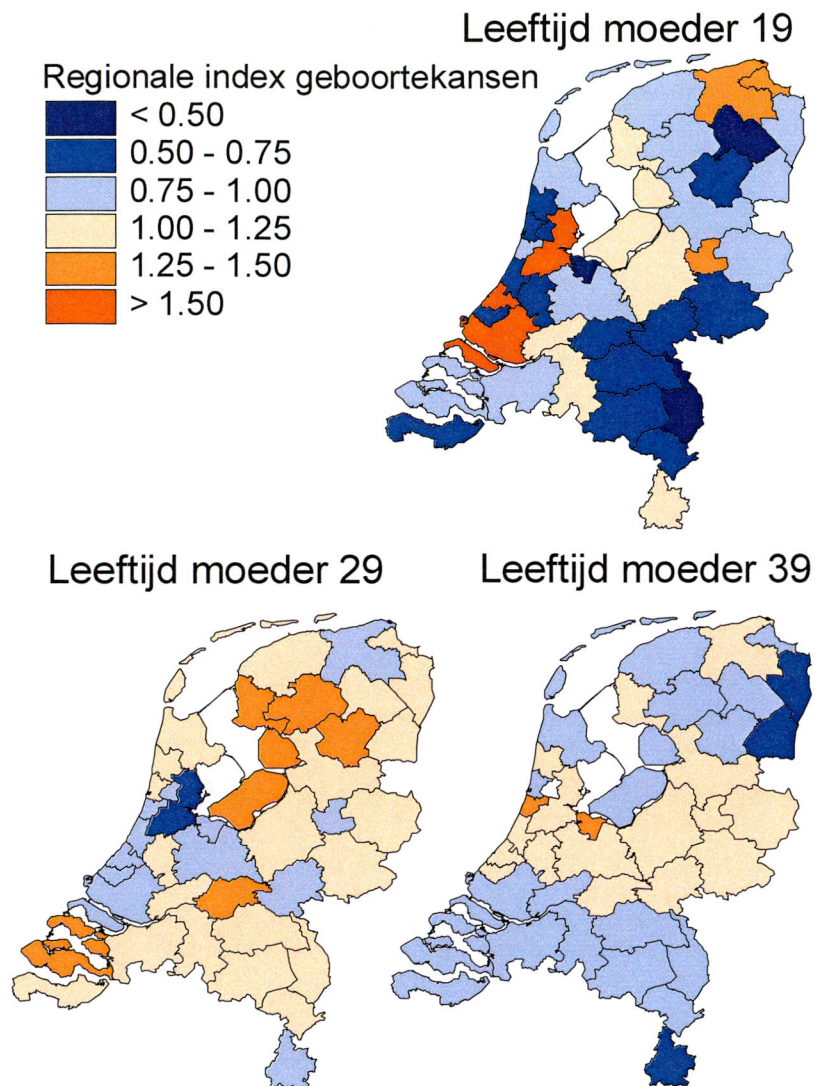 Leeftijd moeder 19
Regionale index geboortekansen
< 0.50
0.50 - 0.75
0.75 - 1.00
1.00 - 1.25
1.25 - 1.50
> 1.50
Leeftijd moeder 29
Leeftijd moeder 39